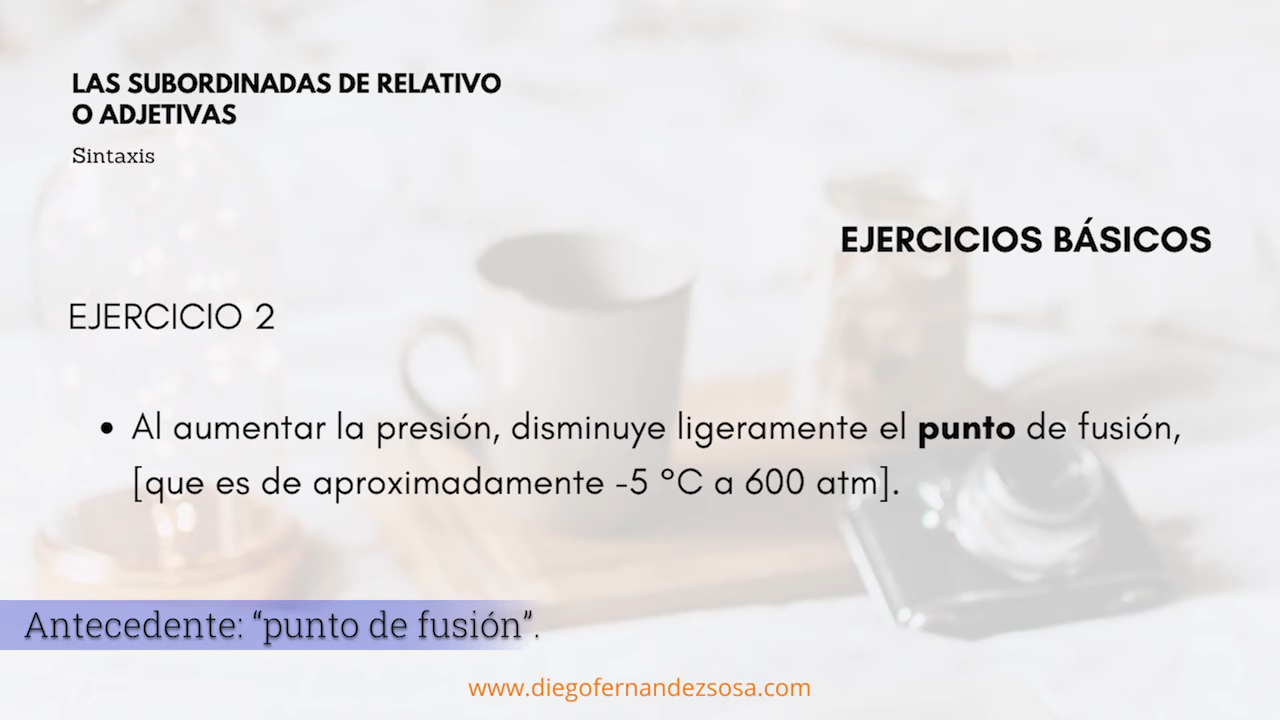 LAS SUBORDINADAS DE RELATIVO
O ADJETIVAS
Sintaxis
EJERCICIOS BÁSICOS
EJERCICIO 2
• Al aumentar la presión, disminuye ligeramente el punto de fusión,
[que es de aproximadamente -5 °C a 600 atm].
Antecedente: “punto de fusión”.
www.diegofernandezsosa.com